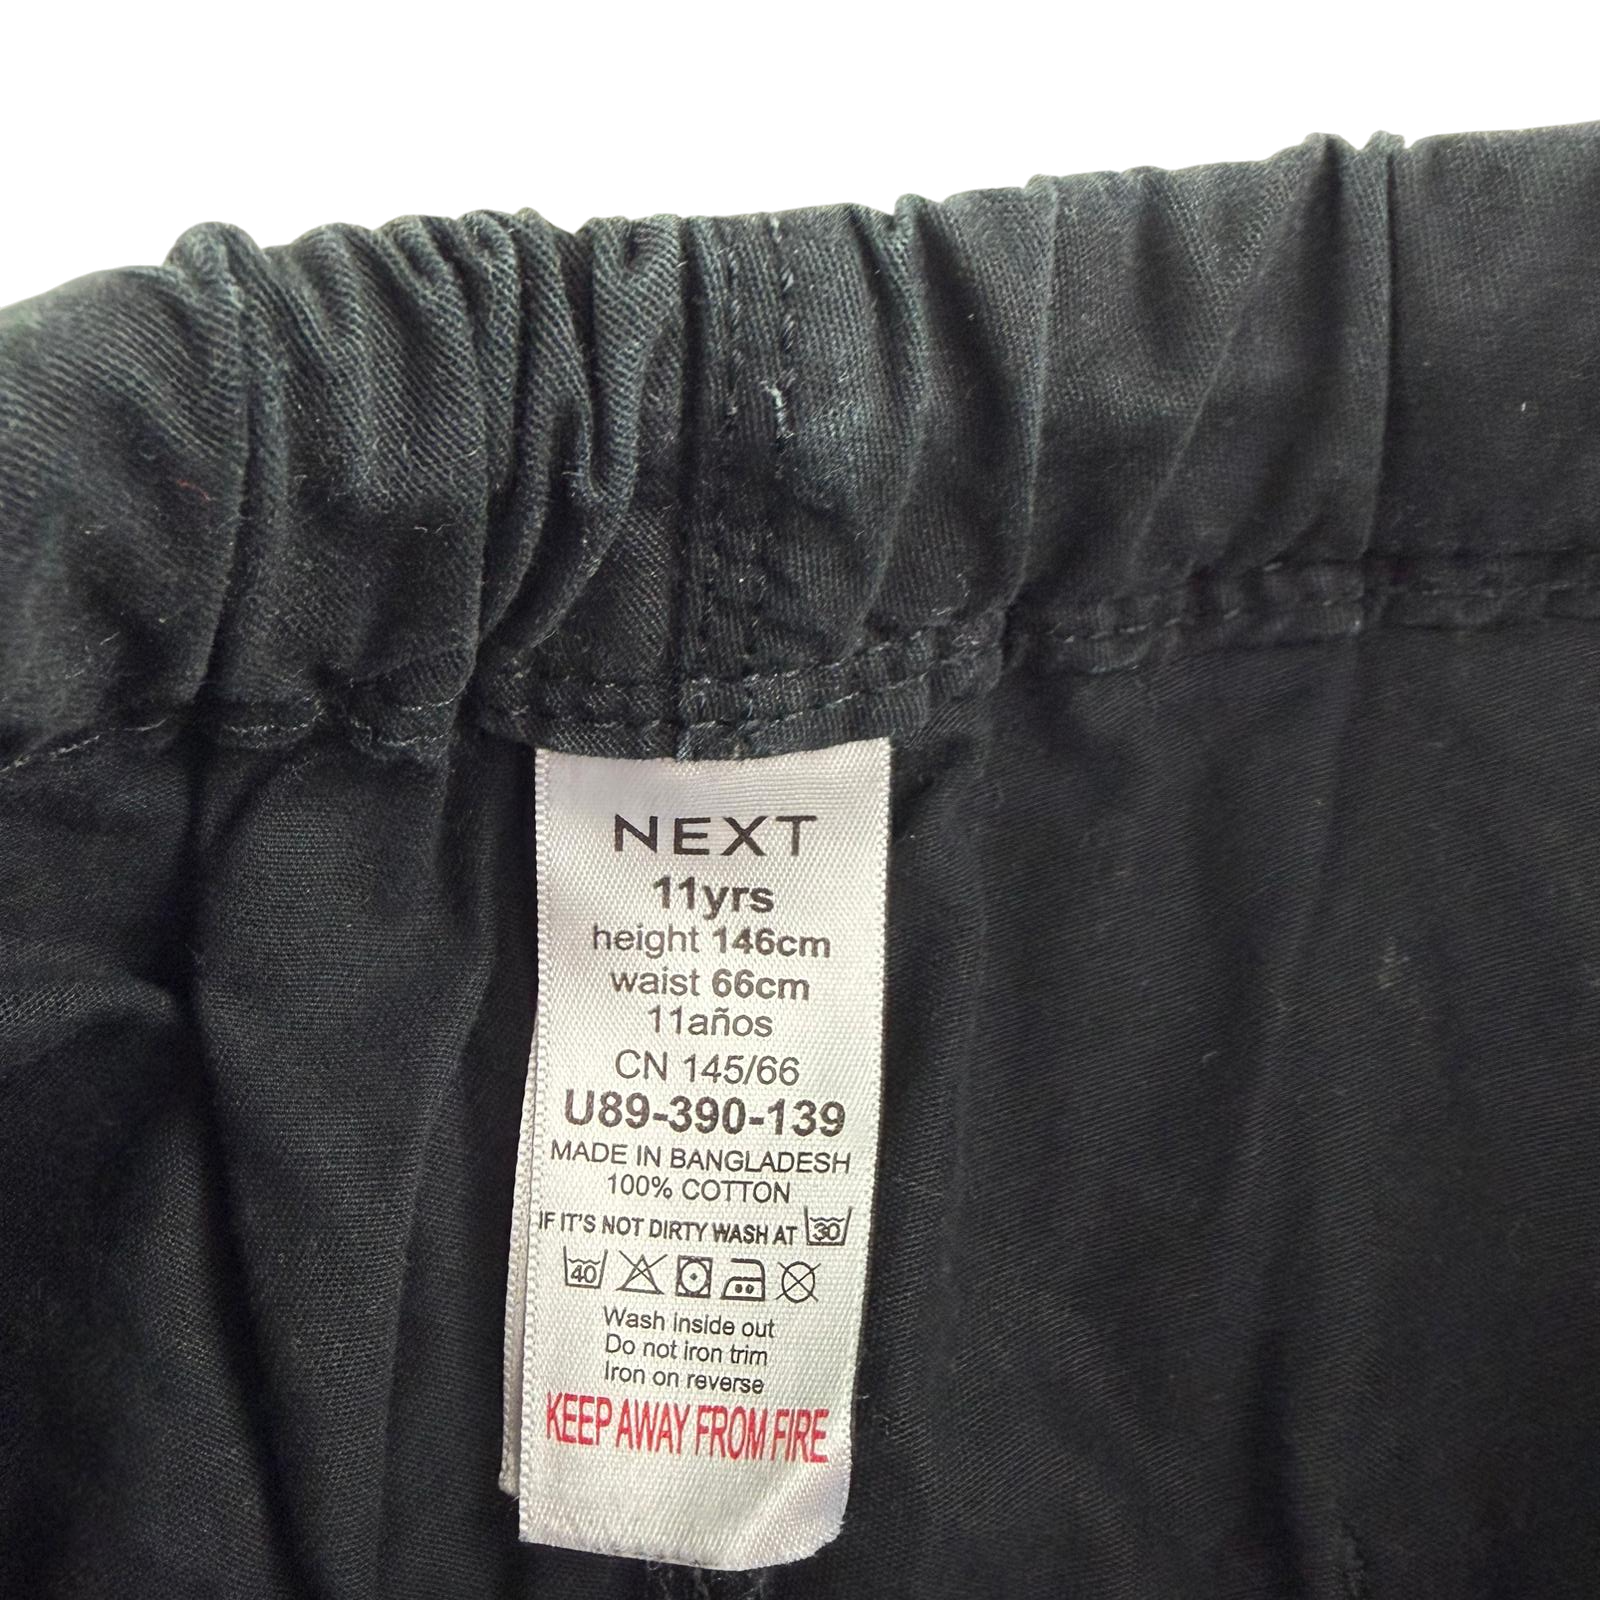 NEXT
11yrs
height 146cm
waist 66cm
11años
CN 145/66
U89-390-139
MADE IN BANGLADESH
100% COTTON
IF IT'S NOT DIRTY WASH AT 30
40
Wash inside out
Do not iron trim
Iron on reverse
KEEP AWAY FROM FIRE